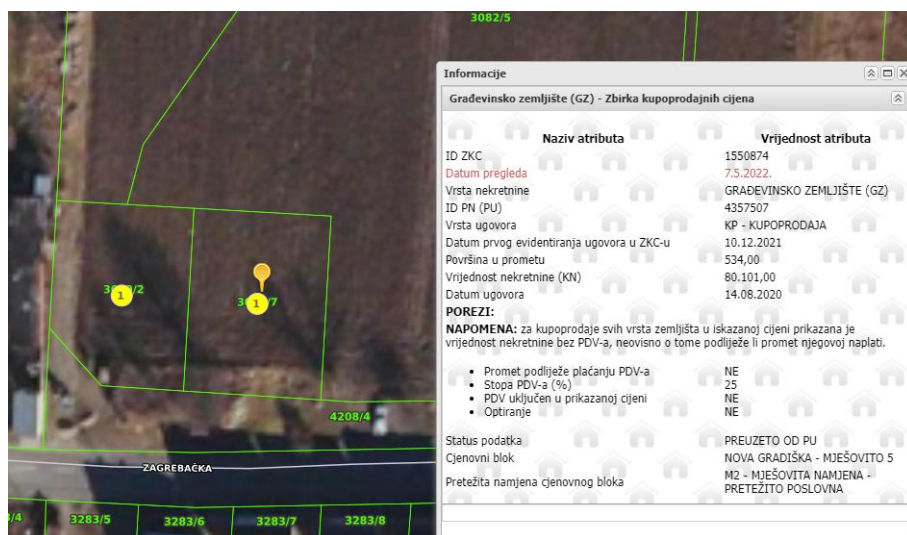 3082/5
Informacije
Građevinsko zemljište (GZ) - Zbirka kupoprodajnih cijena
Naziv atributa Vrijednost atributa
ID ZKC 1550874
Datum pregleda 7.5.2022.
Vrsta nekretnine GRAĐEVINSKO ZEMLJIŠTE (GZ)
ID PN (PU) 4357507
Vrsta ugovora KP - KUPOPRODAJA
Datum prvog evidentiranja ugovora u ZKC-u 10.12.2021
Površina u prometu 534,00
Vrijednost nekretnine (KN) 80.101,00
Datum ugovora 14.08.2020
POREZI:
NAPOMENA: za kupoprodaje svih vrsta zemljišta u iskazanoj cijeni prikazana je
vrijednost nekretnine bez PDV-a, neovisno o tome podliježe li promet njegovoj naplati.
Promet podliježe plaćanju PDV-a NE
Stopa PDV-a (%) 25
PDV uključen u prikazanoj cijeni NE
Optiranje NE
Status podatka PREUZETO OD PU
Cjenovni blok NOVA GRADIŠKA - MJEŠOVITO 5
Pretežita namjena cjenovnog bloka M2 - MJEŠOVITA NAMJENA -
PRETEŽITO POSLOVNA
1
1
4208/4
ZAGREBAČKA
3283/5 3283/6 3283/7 3283/8